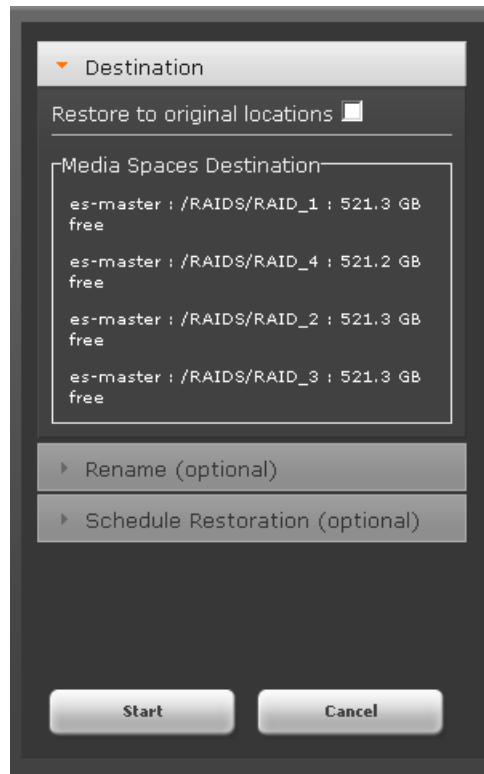 Destination
Restore to original locations
Media Spaces Destination
es-master : /RAIDS/RAID_1 : 521.3 GB
free
es-master : /RAIDS/RAID_4 : 521.2 GB
free
es-master : /RAIDS/RAID_2 : 521.3 GB
free
es-master : /RAIDS/RAID_3 : 521.3 GB
free
Rename (optional)
Schedule Restoration (optional)
Start Cancel